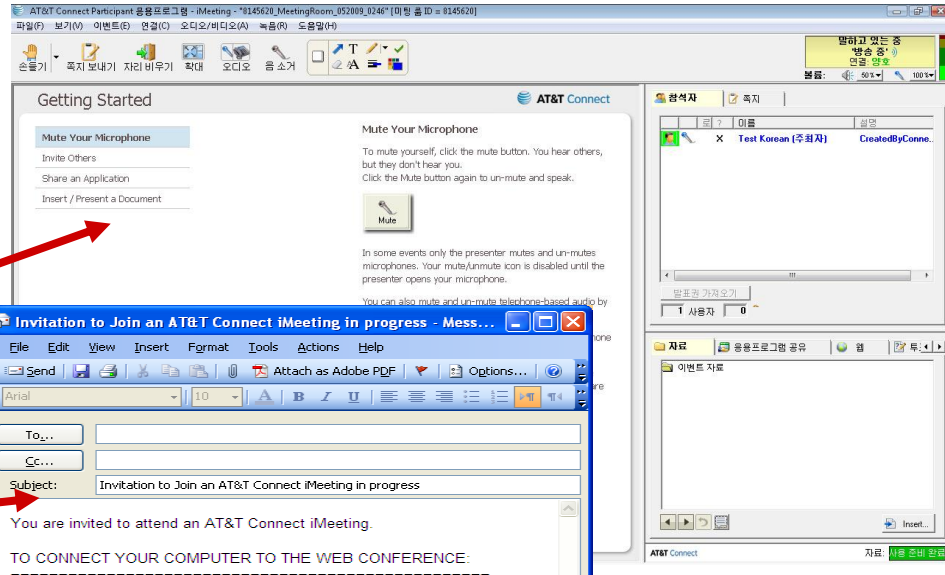 AT&T Connect Participant 응용프로그램 - iMeeting - "8145620_MeetingRoom_052009_0246" [미팅 룸 ID = 8145620]
파일(F) 보기(V) 이벤트(E) 연결(C) 오디오/비디오(A) 녹음(R) 도움말(H)
손들기 쪽지 보내기 자리 비우기 확대 오디오 음 소거
말하고 있는 중
'방송 중'
연결: 양호
볼륨: 50% 100%
Getting Started
AT&T Connect
Mute Your Microphone
Invite Others
Share an Application
Insert / Present a Document
Mute Your Microphone
To mute yourself, click the mute button. You hear others,
but they don't hear you.
Click the Mute button again to un-mute and speak.
Mute
In some events only the presenter mutes and un-mutes
microphones. Your mute/unmute icon is disabled until the
presenter opens your microphone.
You can also mute and un-mute telephone-based audio by
참석자 쪽지
로 ? 이름 설명
X Test Korean (주최자) CreatedByConne..
발표권 가져오기
1 사용자 0
자료 응용프로그램 공유 웹 투:
이벤트 자료
Insert...
AT&T Connect 자료: 사용 준비 완료
Invitation to Join an AT&T Connect iMeeting in progress - Mess...
File Edit View Insert Format Tools Actions Help
Send Attach as Adobe PDF Options...
Arial 10 A B I U
To...
Cc...
Subject: Invitation to Join an AT&T Connect iMeeting in progress
You are invited to attend an AT&T Connect iMeeting.
TO CONNECT YOUR COMPUTER TO THE WEB CONFERENCE: